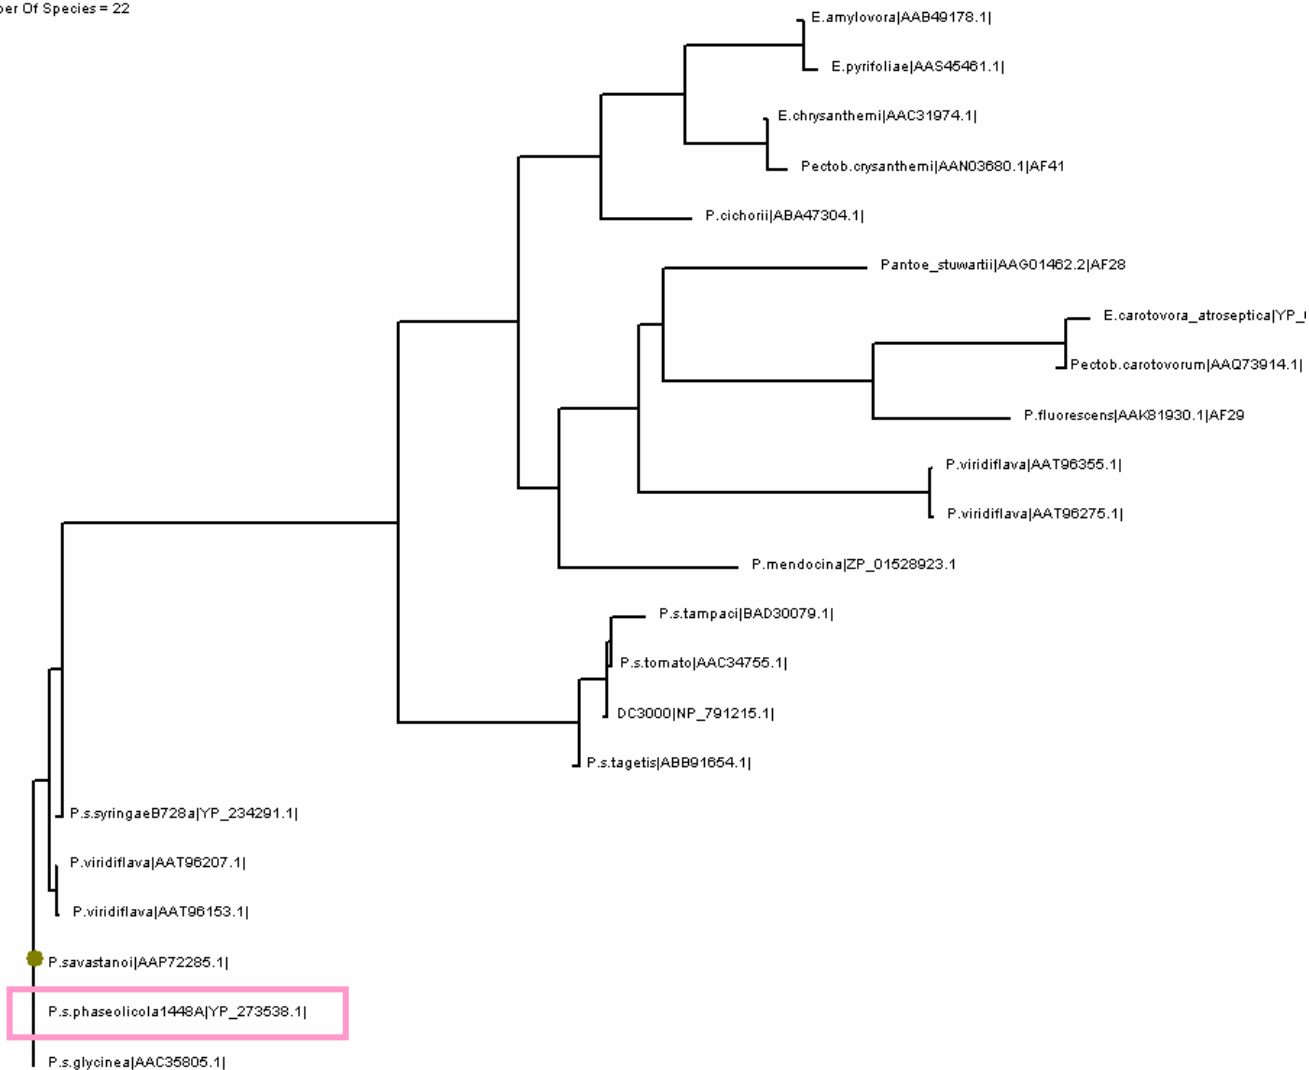 ber Of Species = 22
E.amylovora|AAB49178.1|
E.pyrifoliae|AAS45461.1|
E.chrysanthemi|AAC31974.1|
Pectob.crysanthemi|AAN03680.1|AF41
P.cichorii|ABA47304.1|
Pantoe_stuwartii|AAG01462.2|AF28
E.carotovora_atroseptica|YP_
Pectob.carotovorum|AAQ73914.1|
P.fluorescens|AAK81930.1|AF29
P.viridiflava|AAT96355.1|
P.viridiflava|AAT96275.1|
P.mendocina|ZP_01528923.1
P.s.tampaci|BAD30079.1|
P.s.tomato|AAC34755.1|
DC3000|NP_791215.1|
P.s.tagetis|ABB91654.1|
P.s.syringaeB728a|YP_234291.1|
P.viridiflava|AAT96207.1|
P.viridiflava|AAT96153.1|
P.savastanoi|AAP72285.1|
P.s.phaseolicola1448A|YP_273538.1|
P.s.glycinea|AAC35805.1|